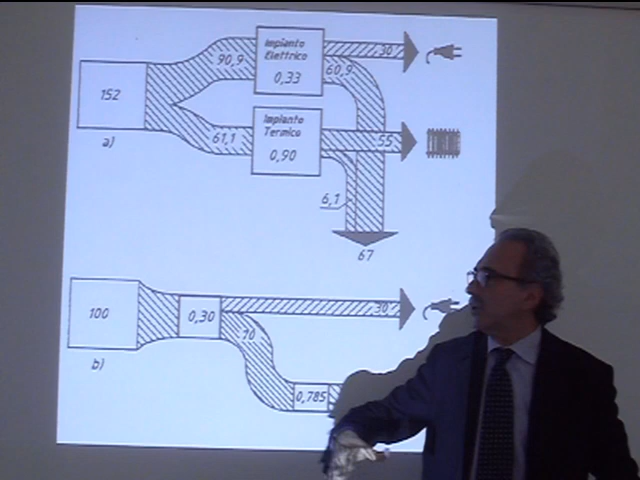 152
90,9
Impianto
Elettrico
0,33
30
60,9
a)
61,1
Impianto
Termico
0,90
55
6,1
67
100
0,30
30
70
b)
0,785